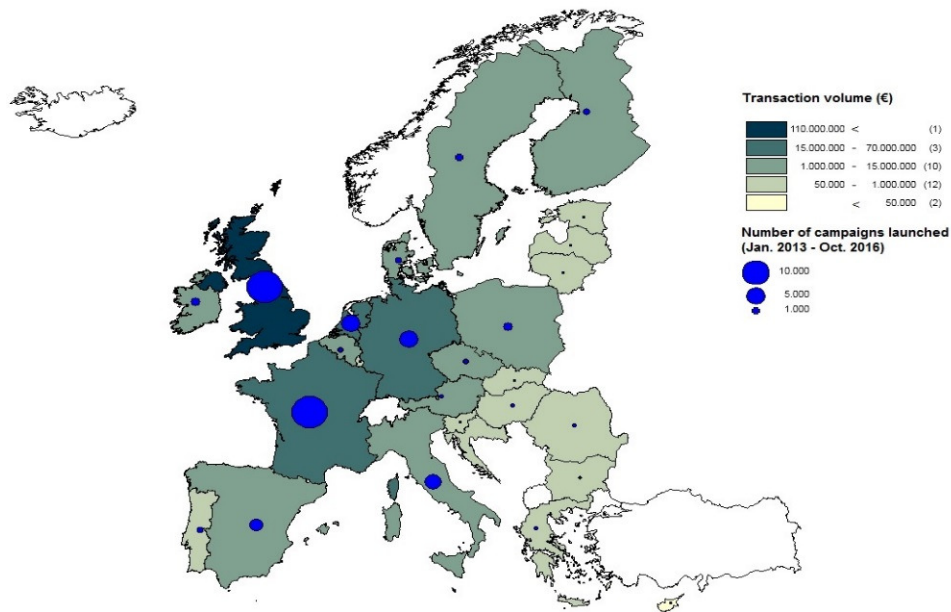 Transaction volume (€)
110.000.000 < (1)
15.000.000 - 70.000.000 (3)
1.000.000 - 15.000.000 (10)
50.000 - 1.000.000 (12)
< 50.000 (2)
Number of campaigns launched
(Jan. 2013 - Oct. 2016)
10.000
5.000
1.000